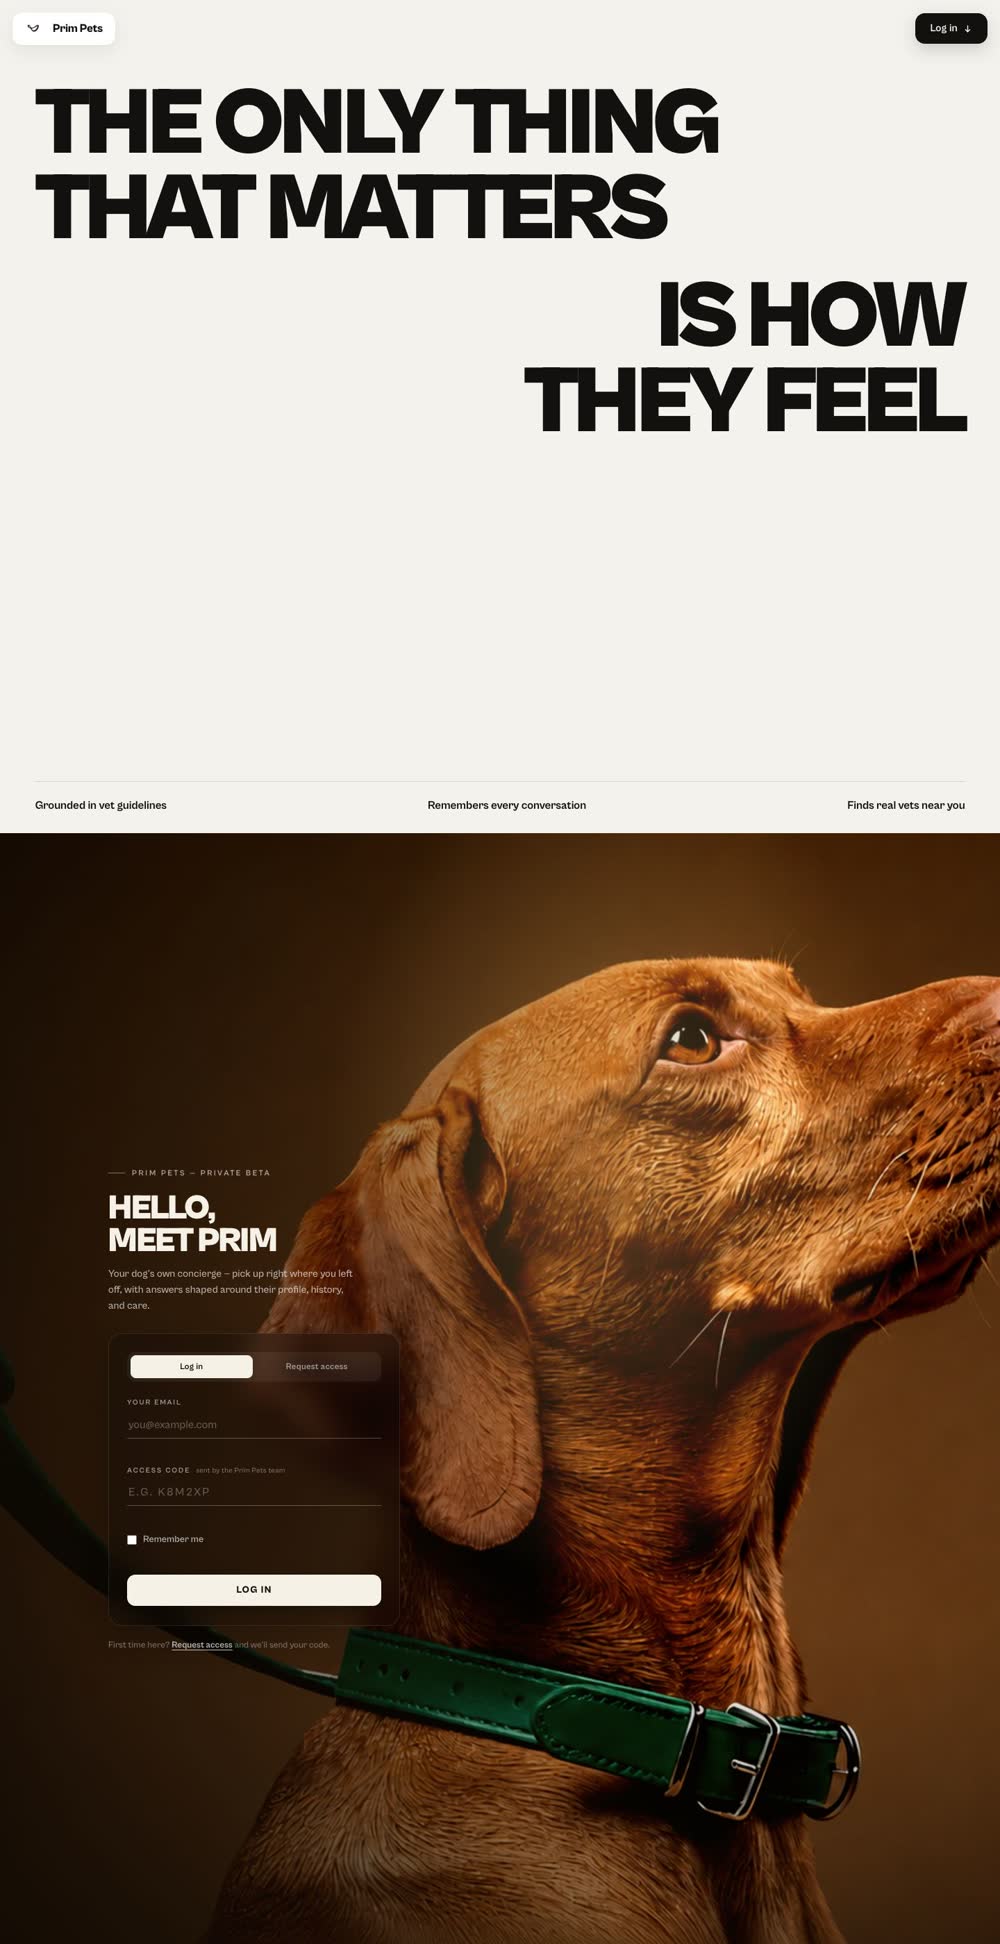 Prim Pets
Log in ↓
THE ONLY THING
THAT MATTERS
IS HOW
THEY FEEL
Grounded in vet guidelines
Remembers every conversation
Finds real vets near you
PRIM PETS — PRIVATE BETA
HELLO,
MEET PRIM
Your dog's own concierge — pick up right where you left
off, with answers shaped around their profile, history,
and care.
Log in
Request access
YOUR EMAIL
you@example.com
ACCESS CODE sent by the Prim Pets team
E.G. K8M2XP
Remember me
LOG IN
First time here? Request access and we'll send your code.